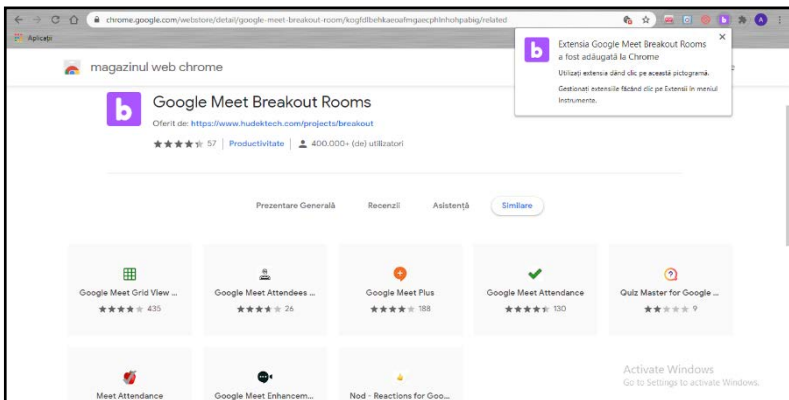 chrome.google.com/webstore/detail/google-meet-breakout-room/kogfdlbehkaeoafmgaecphlnhohpabig/related
Aplicații
magazinul web chrome
Extensia Google Meet Breakout Rooms
a fost adăugată la Chrome
Utilizați extensia dând clic pe această pictogramă.
Gestionați extensiile făcând clic pe Extensii în meniul
Instrumente.
b
b
Google Meet Breakout Rooms
Oferit de: https://www.hudektech.com/projects/breakout
57 | Productivitate | 400.000+ (de) utilizatori
Prezentare Generală
Recenzii
Asistență
Similare
Google Meet Grid View ...
435
Google Meet Attendees ...
26
Google Meet Plus
188
Google Meet Attendance
130
Quiz Master for Google ...
9
Meet Attendance
Google Meet Enhancem...
Nod - Reactions for Goo...
Activate Windows
Go to Settings to activate Windows.